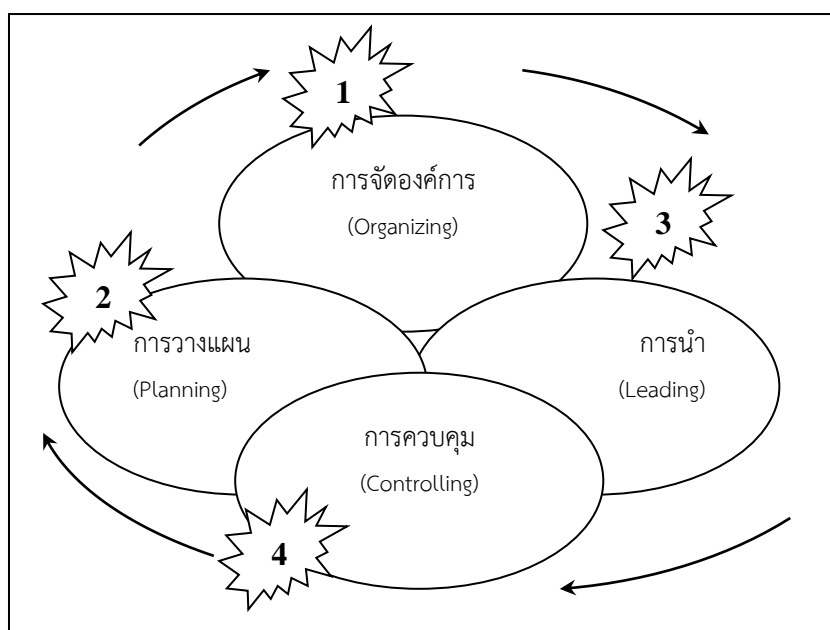 1
การจัดองค์การ
(Organizing)
3
2
การวางแผน
(Planning)
การนำ
(Leading)
การควบคุม
(Controlling)
4